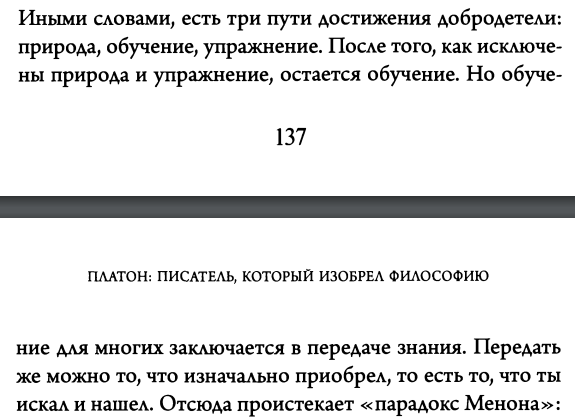 Иными словами, есть три пути достижения добродетели:
природа, обучение, упражнение. После того, как исключе-
ны природа и упражнение, остается обучение. Но обуче-
137
ПЛАТОН: ПИСАТЕЛЬ, КОТОРЫЙ ИЗОБРЕЛ ФИЛОСОФИЮ
ние для многих заключается в передаче знания. Передать
же можно то, что изначально приобрел, то есть то, что ты
искал и нашел. Отсюда проистекает «парадокс Менона»: